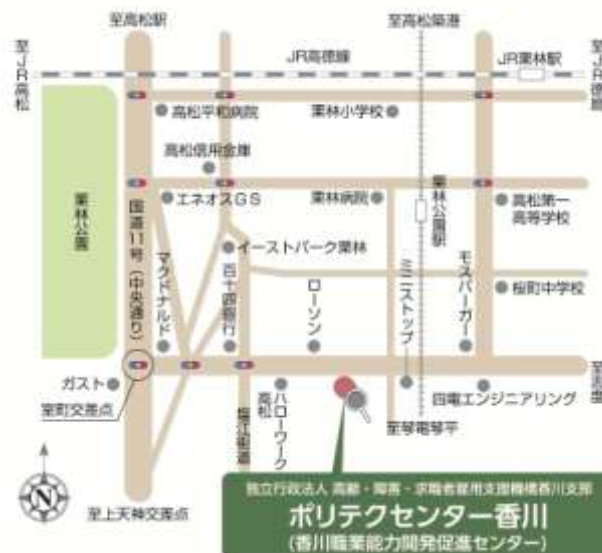 至高松駅
至高松築港
至JR高松
JR高徳線
JR栗林駅
至JR徳島
高松平和病院
栗林小学校
高松信用金庫
栗林公園
国道11号(中央通り)
エネオスGS
栗林病院
栗林公園駅
高松第一
高等学校
イーストパーク栗林
マクドナルド
百十四銀行
ローソン
ミニストップ
モスバーガー
桜町中学校
ガスト
室町交差点
ハローワーク
高松
四電エンジニアリング
至志度
塩江街道
至琴電琴平
N
至上天神交差点
独立行政法人 高齢・障害・求職者雇用支援機構香川支部
ポリテクセンター香川
(香川職業能力開発促進センター)